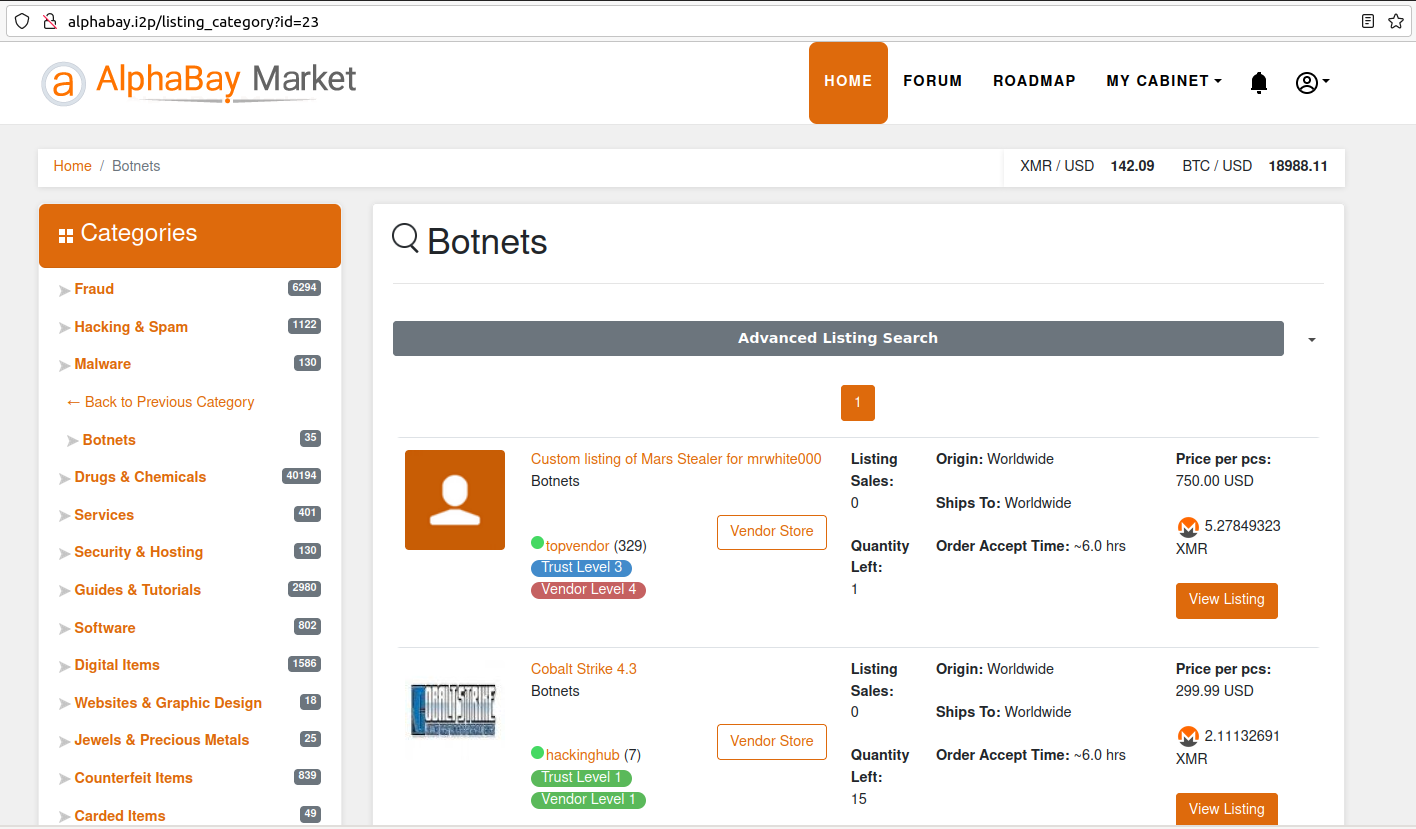 alphabay.i2p/listing_category?id=23
a AlphaBay Market
HOME FORUM ROADMAP MY CABINET
Home / Botnets
XMR / USD 142.09 BTC / USD 18988.11
Categories
Fraud 6294
Hacking & Spam 1122
Malware 130
← Back to Previous Category
Botnets 35
Drugs & Chemicals 40194
Services 401
Security & Hosting 130
Guides & Tutorials 2980
Software 802
Digital Items 1586
Websites & Graphic Design 18
Jewels & Precious Metals 25
Counterfeit Items 839
Carded Items 49
Botnets
Advanced Listing Search
1
Custom listing of Mars Stealer for mrwhite000
Botnets
topvendor (329)
Trust Level 3
Vendor Level 4
Vendor Store
Listing
Sales:
0
Quantity
Left:
1
Origin: Worldwide
Ships To: Worldwide
Order Accept Time: ~6.0 hrs
Price per pcs:
750.00 USD
5.27849323
XMR
View Listing
COBALT STRIKE
Cobalt Strike 4.3
Botnets
hackinghub (7)
Trust Level 1
Vendor Level 1
Vendor Store
Listing
Sales:
0
Quantity
Left:
15
Origin: Worldwide
Ships To: Worldwide
Order Accept Time: ~6.0 hrs
Price per pcs:
299.99 USD
2.11132691
XMR
View Listing